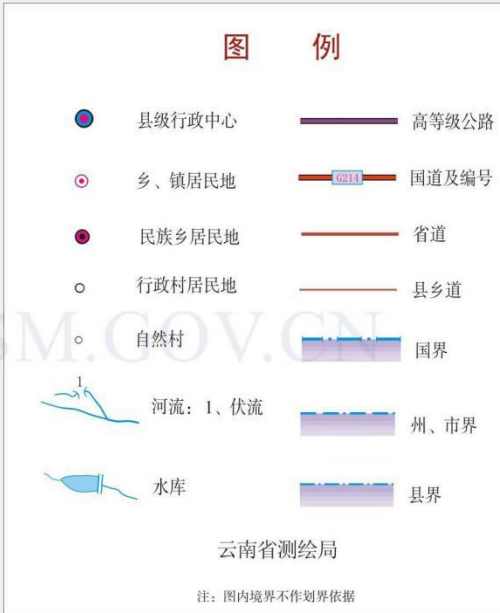 图 例
县级行政中心
高等级公路
乡、镇居民地
G214
国道及编号
民族乡居民地
省道
行政村居民地
县乡道
自然村
国界
SM.GOV.CN
1
河流：1、伏流
州、市界
水库
县界
云南省测绘局
注：图内境界不作划界依据